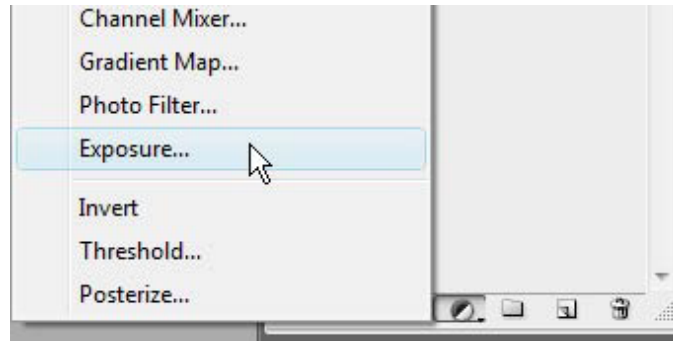 Channel Mixer...
Gradient Map...
Photo Filter...
Exposure...
Invert
Threshold...
Posterize...